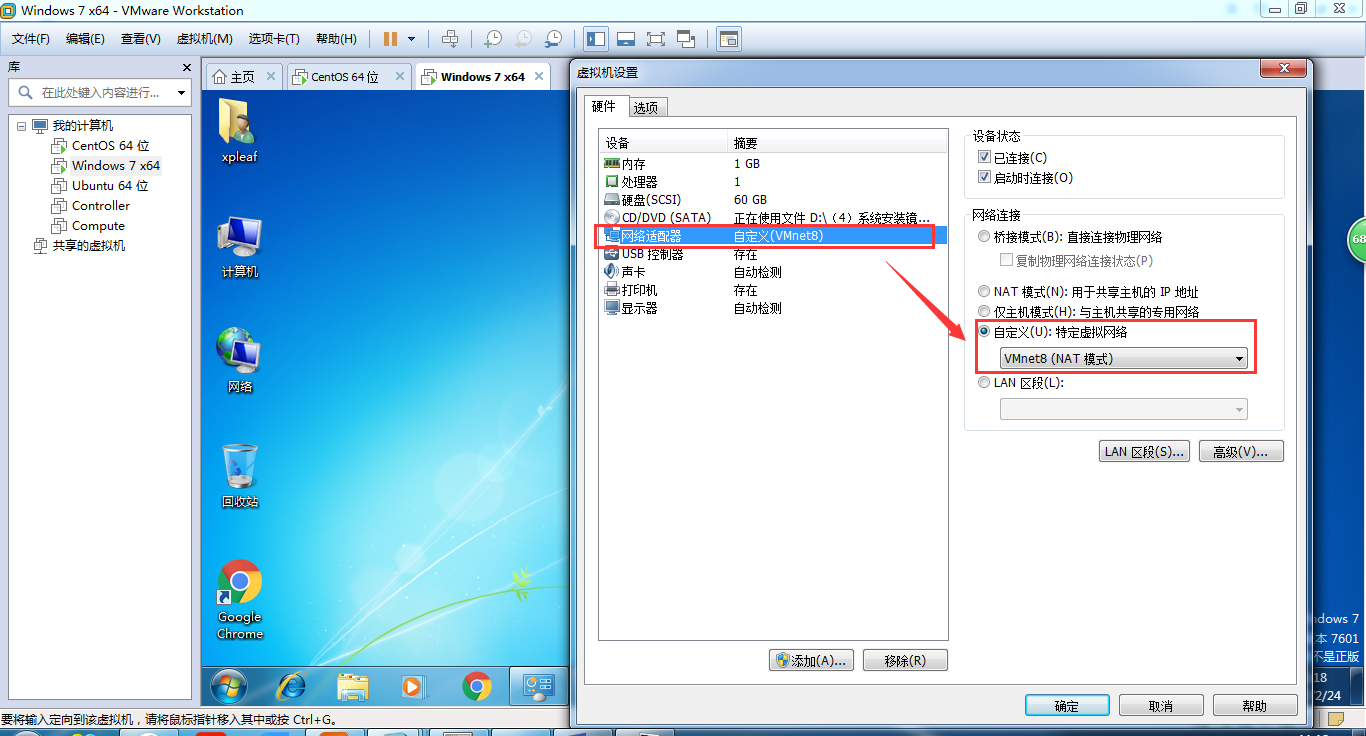 Windows 7 x64 - VMware Workstation
文件(F) 编辑(E) 查看(V) 虚拟机(M) 选项卡(T) 帮助(H)
库
在此处键入内容进行...
我的计算机
CentOS 64 位
Windows 7 x64
Ubuntu 64 位
Controller
Compute
共享的虚拟机
主页 CentOS 64 位 Windows 7 x64
xpleaf
计算机
网络
回收站
Google
Chrome
虚拟机设置
硬件 选项
设备 摘要
内存 1 GB
处理器 1
硬盘(SCSI) 60 GB
CD/DVD (SATA) 正在使用文件 D:\（4）系统安装镜...
网络适配器 自定义(VMnet8)
USB 控制器 存在
声卡 自动检测
打印机 存在
显示器 自动检测
添加(A)... 移除(R)
设备状态
已连接(C)
启动时连接(O)
网络连接
桥接模式(B): 直接连接物理网络
复制物理网络连接状态(P)
NAT 模式(N): 用于共享主机的 IP 地址
仅主机模式(H): 与主机共享的专用网络
自定义(U): 特定虚拟网络
VMnet8 (NAT 模式)
LAN 区段(L):
LAN 区段(S)... 高级(V)...
确定 取消 帮助
68
ndows 7
本 7601
不是正版
18
2/24
要将输入定向到该虚拟机，请将鼠标指针移入其中或按 Ctrl+G。